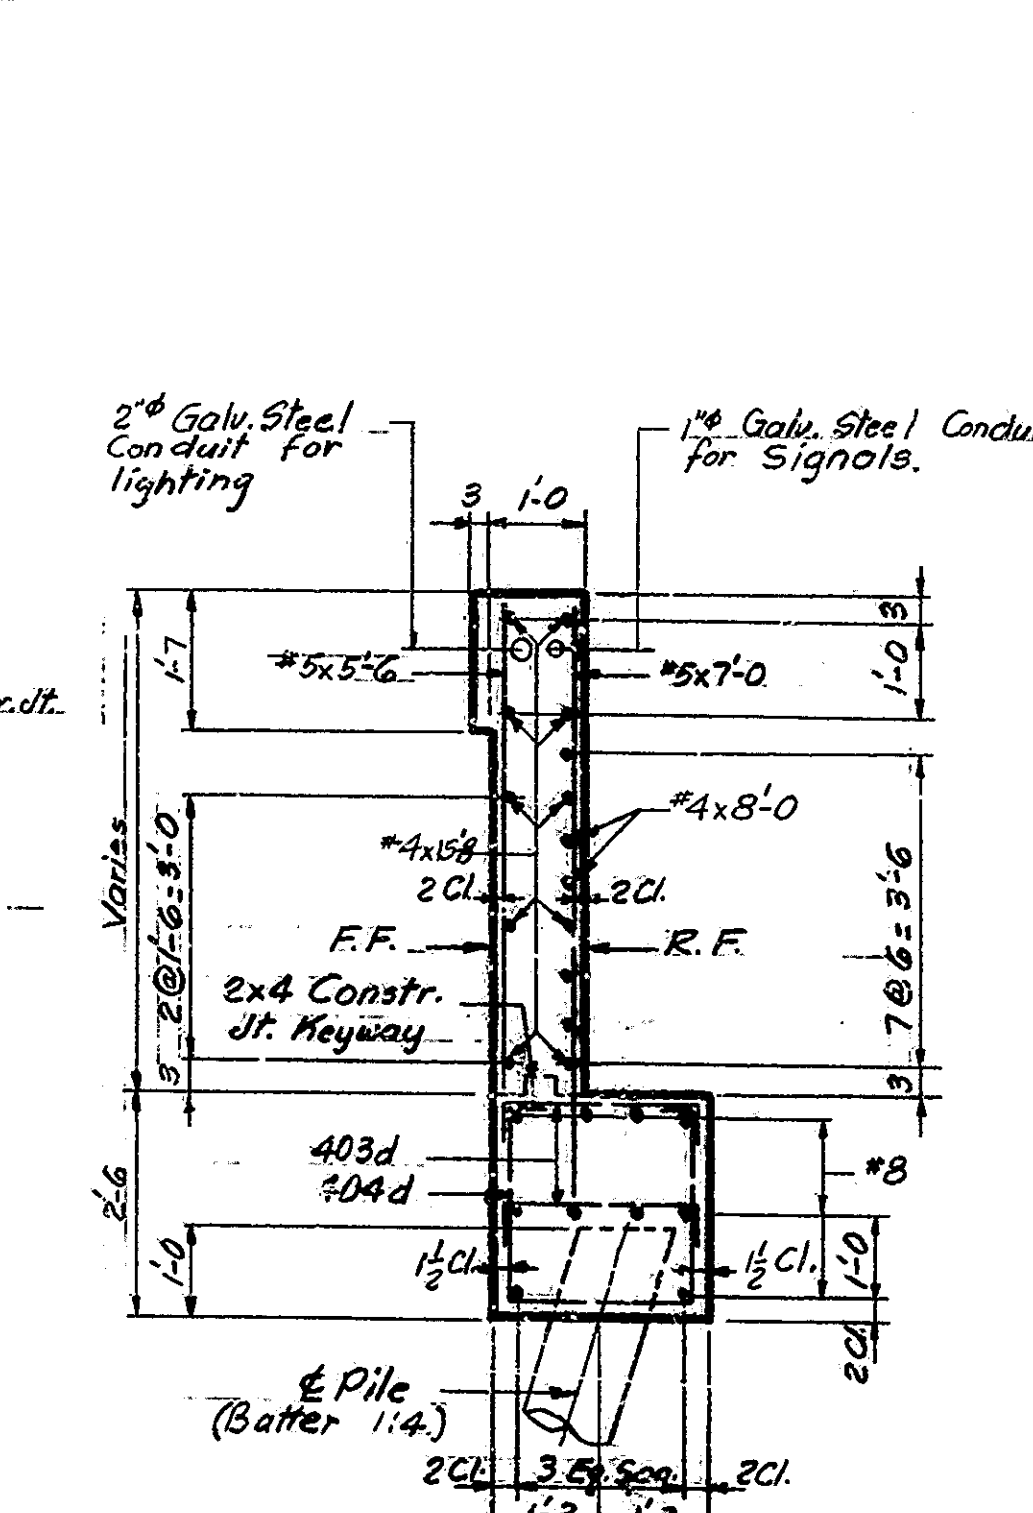 2"φ Galv. Steel
Conduit for
lighting
1"φ Galv. Steel Condu
for Signals.
3
1'-0
3
1'-7
#5x5'-6
#5x7'-0
1'-0
#4x8'-0
#4x15'8
Varies
2@1'-6=3'-0
2 Cl.
2 Cl.
7@6=3'-6
F.F.
R.F.
2x4 Constr.
Jt. Keyway
3
3
403d
404d
#8
2'-6
1'-0
1½ Cl.
1½ Cl.
1'-0
2 Cl.
℄ Pile
(Batter 1:4)
2 Cl.
3 Eq. Spa.
2 Cl.